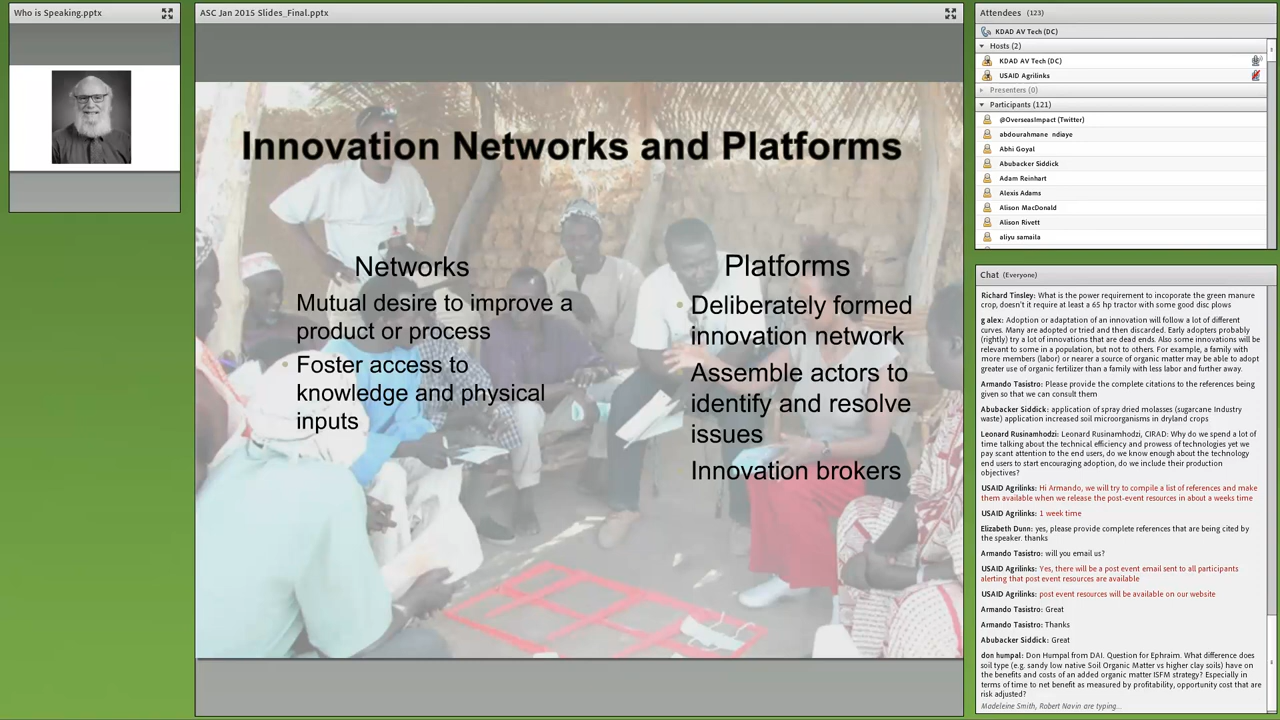 Who is Speaking.pptx
ASC Jan 2015 Slides_Final.pptx
Innovation Networks and Platforms
Networks
Mutual desire to improve a
product or process
Foster access to
knowledge and physical
inputs
Platforms
Deliberately formed
innovation network
Assemble actors to
identify and resolve
issues
Innovation brokers
Attendees (123)
KDAD AV Tech (DC)
Hosts (2)
KDAD AV Tech (DC)
USAID Agrilinks
Presenters (0)
Participants (121)
@OverseasImpact (Twitter)
abdourahmane ndiaye
Abhi Goyal
Abubacker Siddick
Adam Reinhart
Alexis Adams
Alison MacDonald
Alison Rivett
aliyu samaila
Chat (Everyone)
Richard Tinsley: What is the power requirement to incoporate the green manure
crop, doesn't it require at least a 65 hp tractor with some good disc plows
g alex: Adoption or adaptation of an innovation will follow a lot of different
curves. Many are adopted or tried and then discarded. Early adopters probably
(rightly) try a lot of innovations that are dead ends. Also some innovations will be
relevant to some in a population, but not to others. For example, a family with
more members (labor) or nearer a source of organic matter may be able to adopt
greater use of organic fertilizer than a family with less labor and further away.
Armando Tasistro: Please provide the complete citations to the references being
given so that we can consult them
Abubacker Siddick: application of spray dried molasses (sugarcane Industry
waste) application increased soil microorganisms in dryland crops
Leonard Rusinamhodzi: Leonard Rusinamhodzi, CIRAD: Why do we spend a lot of
time talking about the technical efficiency and prowess of technologies yet we
pay scant attention to the end users, do we know enough about the technology
end users to start encouraging adoption, do we include their production
objectives?
USAID Agrilinks: Hi Armando, we will try to compile a list of references and make
them available when we release the post-event resources in about a weeks time
USAID Agrilinks: 1 week time
Elizabeth Dunn: yes, please provide complete references that are being cited by
the speaker. thanks
Armando Tasistro: will you email us?
USAID Agrilinks: Yes, there will be a post event email sent to all participants
alerting that post event resources are available
USAID Agrilinks: post event resources will be available on our website
Armando Tasistro: Great
Armando Tasistro: Thanks
Abubacker Siddick: Great
don humpal: Don Humpal from DAI. Question for Ephraim. What difference does
soil type (e.g. sandy low native Soil Organic Matter vs higher clay soils) have on
the benefits and costs of an added organic matter ISFM strategy? Especially in
terms of time to net benefit as measured by profitability, opportunity cost that are
risk adjusted?
Madeleine Smith, Robert Navin are typing...